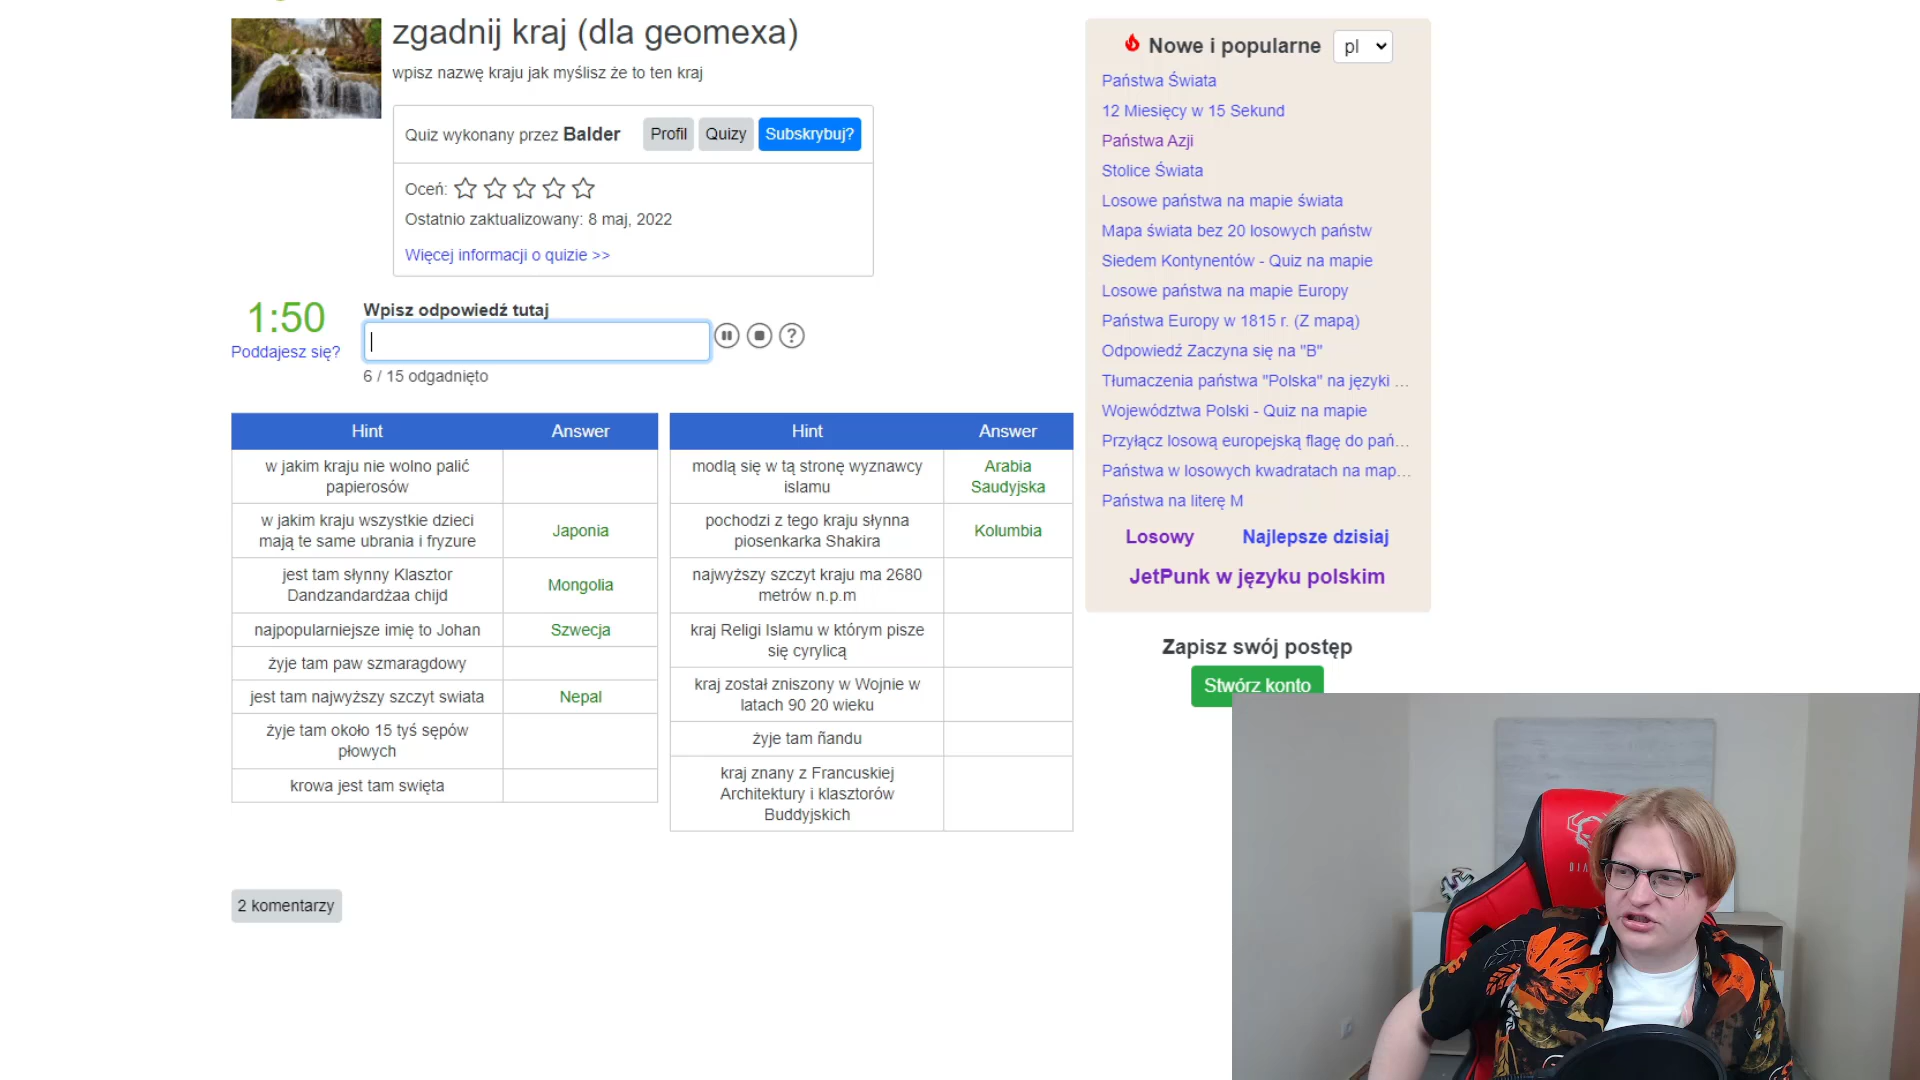 zgadnij kraj (dla geomexa)
wpisz nazwę kraju jak myślisz że to ten kraj
Quiz wykonany przez Balder
Profil
Quizy
Subskrybuj?
Oceń:
Ostatnio zaktualizowany: 8 maj, 2022
Więcej informacji o quizie >>
1:50
Poddajesz się?
Wpisz odpowiedź tutaj
6 / 15 odgadnięto
Hint
Answer
w jakim kraju nie wolno palić
papierosów
w jakim kraju wszystkie dzieci
mają te same ubrania i fryzure
Japonia
jest tam słynny Klasztor
Dandzandardżaa chijd
Mongolia
najpopularniejsze imię to Johan
Szwecja
żyje tam paw szmaragdowy
jest tam najwyższy szczyt swiata
Nepal
żyje tam około 15 tyś sępów
płowych
krowa jest tam swięta
Hint
Answer
modlą się w tą stronę wyznawcy
islamu
Arabia
Saudyjska
pochodzi z tego kraju słynna
piosenkarka Shakira
Kolumbia
najwyższy szczyt kraju ma 2680
metrów n.p.m
kraj Religi Islamu w którym pisze
się cyrylicą
kraj został zniszony w Wojnie w
latach 90 20 wieku
żyje tam ñandu
kraj znany z Francuskiej
Architektury i klasztorów
Buddyjskich
2 komentarzy
Nowe i popularne
pl
Państwa Świata
12 Miesięcy w 15 Sekund
Państwa Azji
Stolice Świata
Losowe państwa na mapie świata
Mapa świata bez 20 losowych państw
Siedem Kontynentów - Quiz na mapie
Losowe państwa na mapie Europy
Państwa Europy w 1815 r. (Z mapą)
Odpowiedź Zaczyna się na "B"
Tłumaczenia państwa "Polska" na języki ...
Województwa Polski - Quiz na mapie
Przyłącz losową europejską flagę do pań...
Państwa w losowych kwadratach na map...
Państwa na literę M
Losowy
Najlepsze dzisiaj
JetPunk w języku polskim
Zapisz swój postęp
Stwórz konto